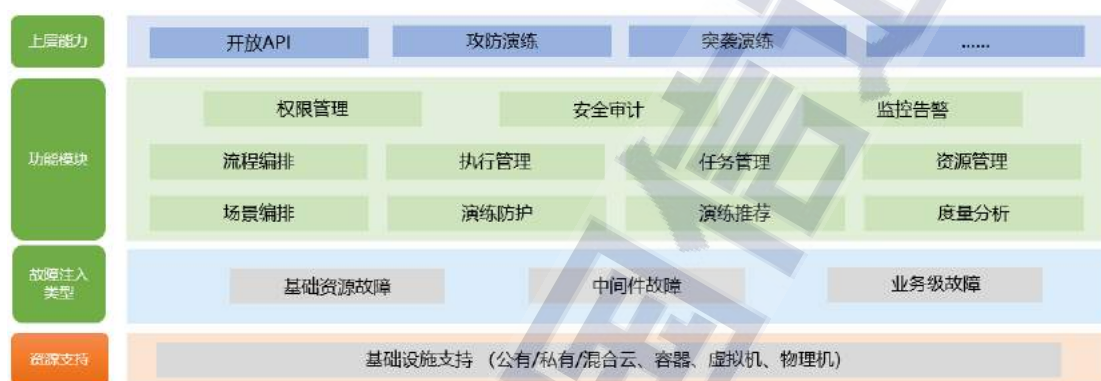 上层能力
开放API
攻防演练
突袭演练
......
功能模块
权限管理
安全审计
监控告警
流程编排
执行管理
任务管理
资源管理
场景编排
演练防护
演练推荐
度量分析
故障注入
类型
基础资源故障
中间件故障
业务级故障
资源支持
基础设施支持 (公有/私有/混合云、容器、虚拟机、物理机)